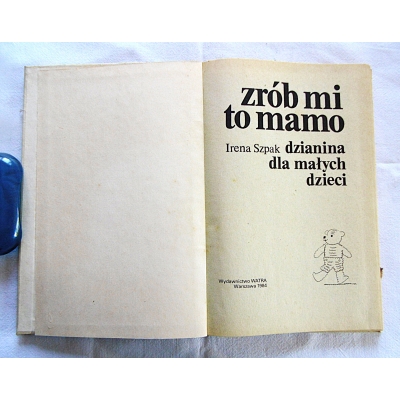 zrób mi
to mamo
Irena Szpak dzianina
dla małych
dzieci
Wydawnictwo WATRA
Warszawa 1984